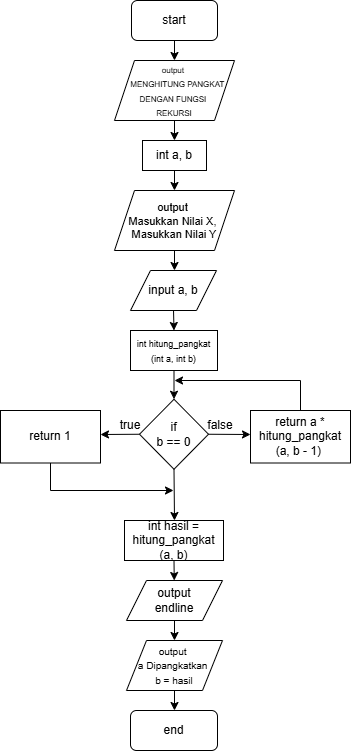 start
output
MENGHITUNG PANGKAT
DENGAN FUNGSI
REKURSI
int a, b
output
Masukkan Nilai X,
Masukkan Nilai Y
input a, b
int hitung_pangkat
(int a, int b)
if
b == 0
true
false
return 1
return a *
hitung_pangkat
(a, b - 1)
int hasil =
hitung_pangkat
(a, b)
output
endline
output
a Dipangkatkan
b = hasil
end